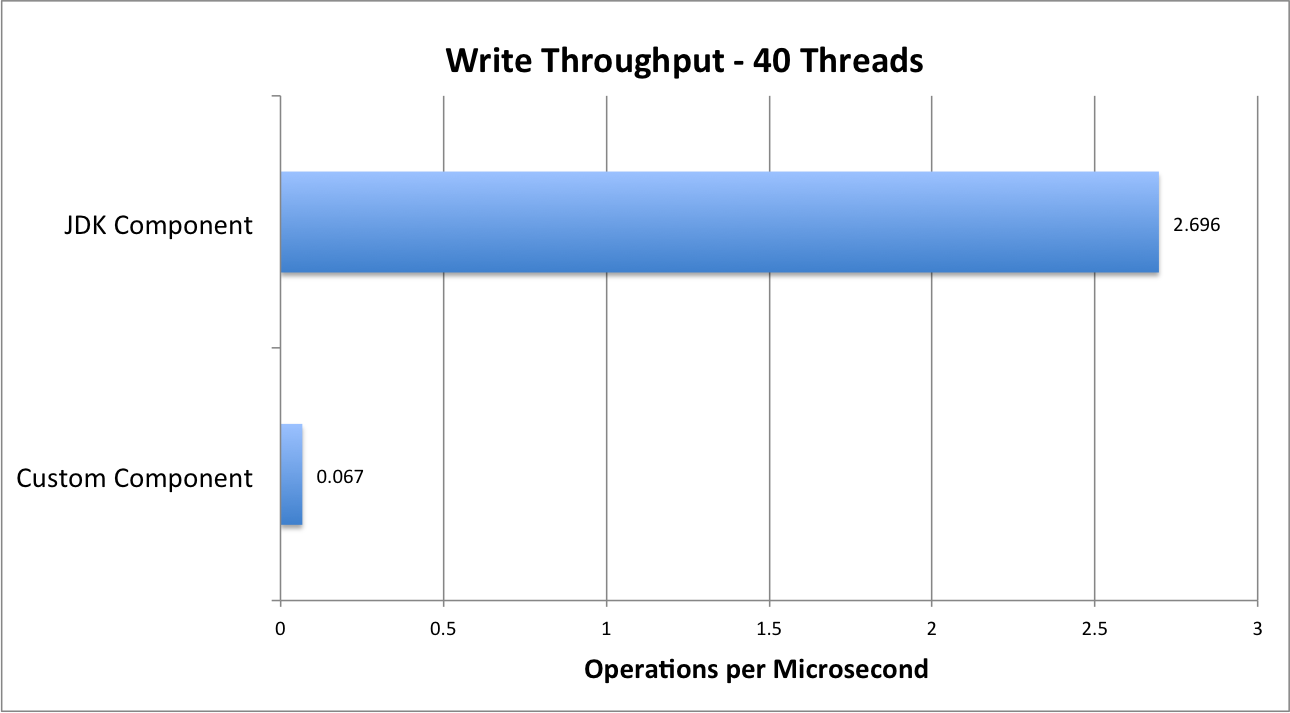 Write Throughput - 40 Threads
JDK Component
2.696
Custom Component
0.067
0 0.5 1 1.5 2 2.5 3
Operations per Microsecond